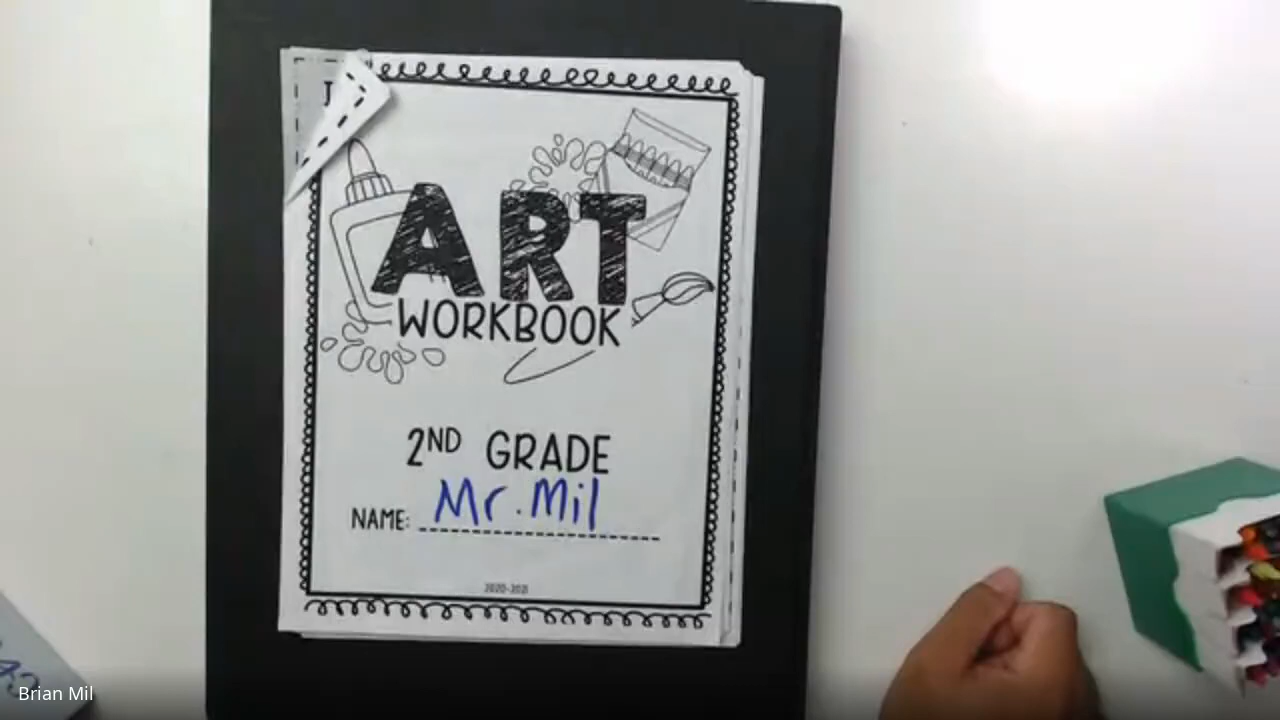 ART
WORKBOOK
2ND GRADE
NAME: Mr. Mil
2020-2021
Brian Mil